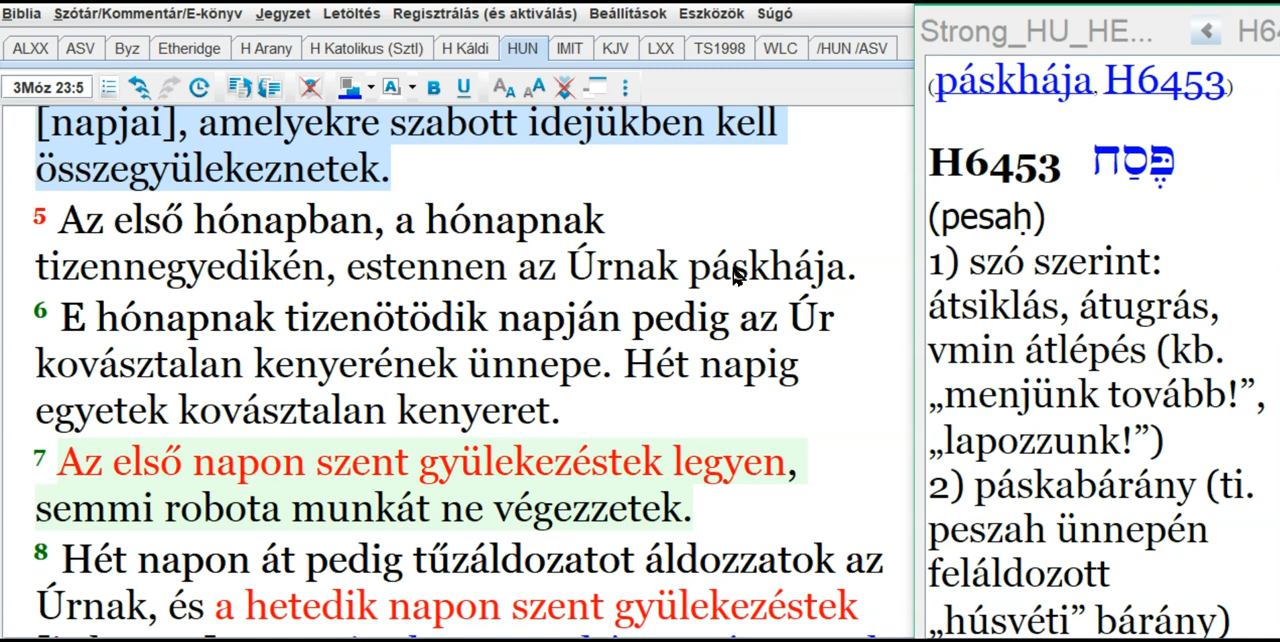 Biblia Szótár/Kommentár/E-könyv Jegyzet Letöltés Regisztrálás (és aktiválás) Beállítások Eszközök Súgó
ALXX ASV Byz Etheridge H Arany H Katolikus (Sztl) H Káldi HUN IMIT KJV LXX TS1998 WLC /HUN /ASV
3Móz 23:5
[napjai], amelyekre szabott idejükben kell
összegyülekeznetek.
5 Az első hónapban, a hónapnak
tizennegyedikén, estennen az Úrnak páskhája.
6 E hónapnak tizenötödik napján pedig az Úr
kovásztalan kenyerének ünnepe. Hét napig
egyetek kovásztalan kenyeret.
7 Az első napon szent gyülekezéstek legyen,
semmi robota munkát ne végezzetek.
8 Hét napon át pedig tűzáldozatot áldozzatok az
Úrnak, és a hetedik napon szent gyülekezéstek
Strong_HU_HE...
(páskhája, H6453)
H6453 פֶּסַח
(pesaḥ)
1) szó szerint:
átsiklás, átugrás,
vmin átlépés (kb.
„menjünk tovább!”,
„lapozzunk!”)
2) páskabárány (ti.
peszah ünnepén
feláldozott
„húsvéti” bárány)